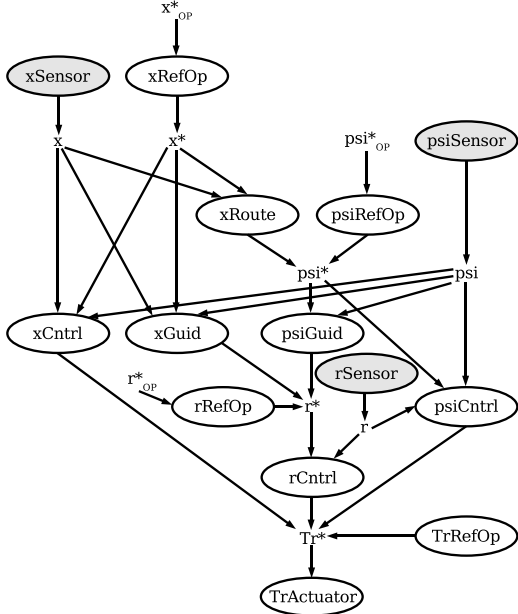 x*OP
xSensor
xRefOp
x
x*
psi*OP
psiSensor
xRoute
psiRefOp
psi*
psi
xCntrl
xGuid
psiGuid
rSensor
r*OP
rRefOp
r*
r
psiCntrl
rCntrl
Tr*
TrRefOp
TrActuator